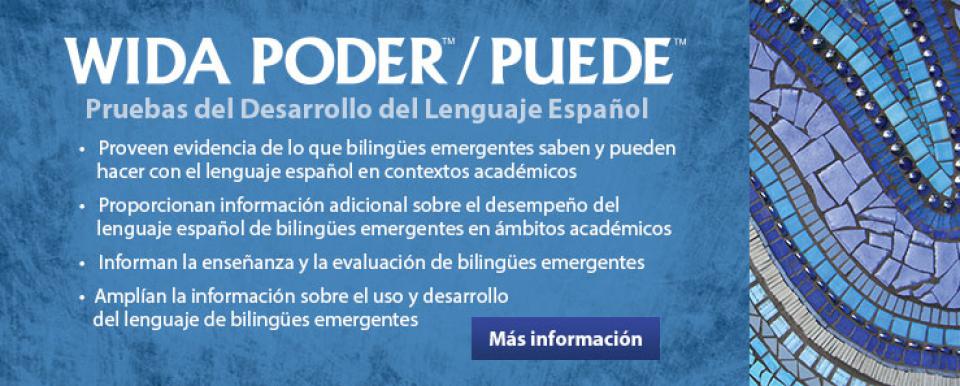 WIDA PODER™ / PUEDE™
Pruebas del Desarrollo del Lenguaje Español
• Proveen evidencia de lo que bilingües emergentes saben y pueden
hacer con el lenguaje español en contextos académicos
• Proporcionan información adicional sobre el desempeño del
lenguaje español de bilingües emergentes en ámbitos académicos
• Informan la enseñanza y la evaluación de bilingües emergentes
• Amplían la información sobre el uso y desarrollo
del lenguaje de bilingües emergentes
Más información